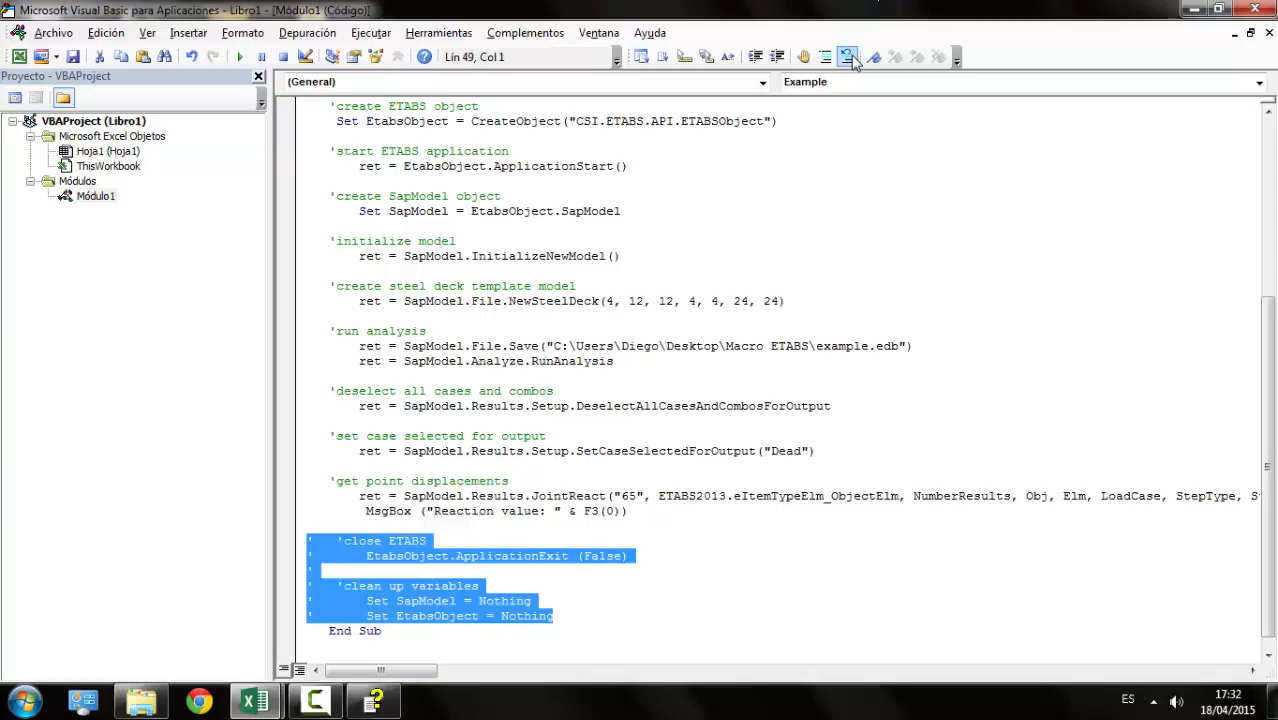 Microsoft Visual Basic para Aplicaciones - Libro1 - [Módulo1 (Código)]
Archivo Edición Ver Insertar Formato Depuración Ejecutar Herramientas Complementos Ventana Ayuda
Lín 49, Col 1
Proyecto - VBAProject
(General)
Example
VBAProject (Libro1)
Microsoft Excel Objetos
Hoja1 (Hoja1)
ThisWorkbook
Módulos
Módulo1
'create ETABS object
Set EtabsObject = CreateObject("CSI.ETABS.API.ETABSObject")
'start ETABS application
ret = EtabsObject.ApplicationStart()
'create SapModel object
Set SapModel = EtabsObject.SapModel
'initialize model
ret = SapModel.InitializeNewModel()
'create steel deck template model
ret = SapModel.File.NewSteelDeck(4, 12, 12, 4, 4, 24, 24)
'run analysis
ret = SapModel.File.Save("C:\Users\Diego\Desktop\Macro ETABS\example.edb")
ret = SapModel.Analyze.RunAnalysis
'deselect all cases and combos
ret = SapModel.Results.Setup.DeselectAllCasesAndCombosForOutput
'set case selected for output
ret = SapModel.Results.Setup.SetCaseSelectedForOutput("Dead")
'get point displacements
ret = SapModel.Results.JointReact("65", ETABS2013.eItemTypeElm_ObjectElm, NumberResults, Obj, Elm, LoadCase, StepType, S
MsgBox ("Reaction value: " & F3(0))
' 'close ETABS
' EtabsObject.ApplicationExit (False)
'
' 'clean up variables
' Set SapModel = Nothing
' Set EtabsObject = Nothing
End Sub
ES
17:32
18/04/2015